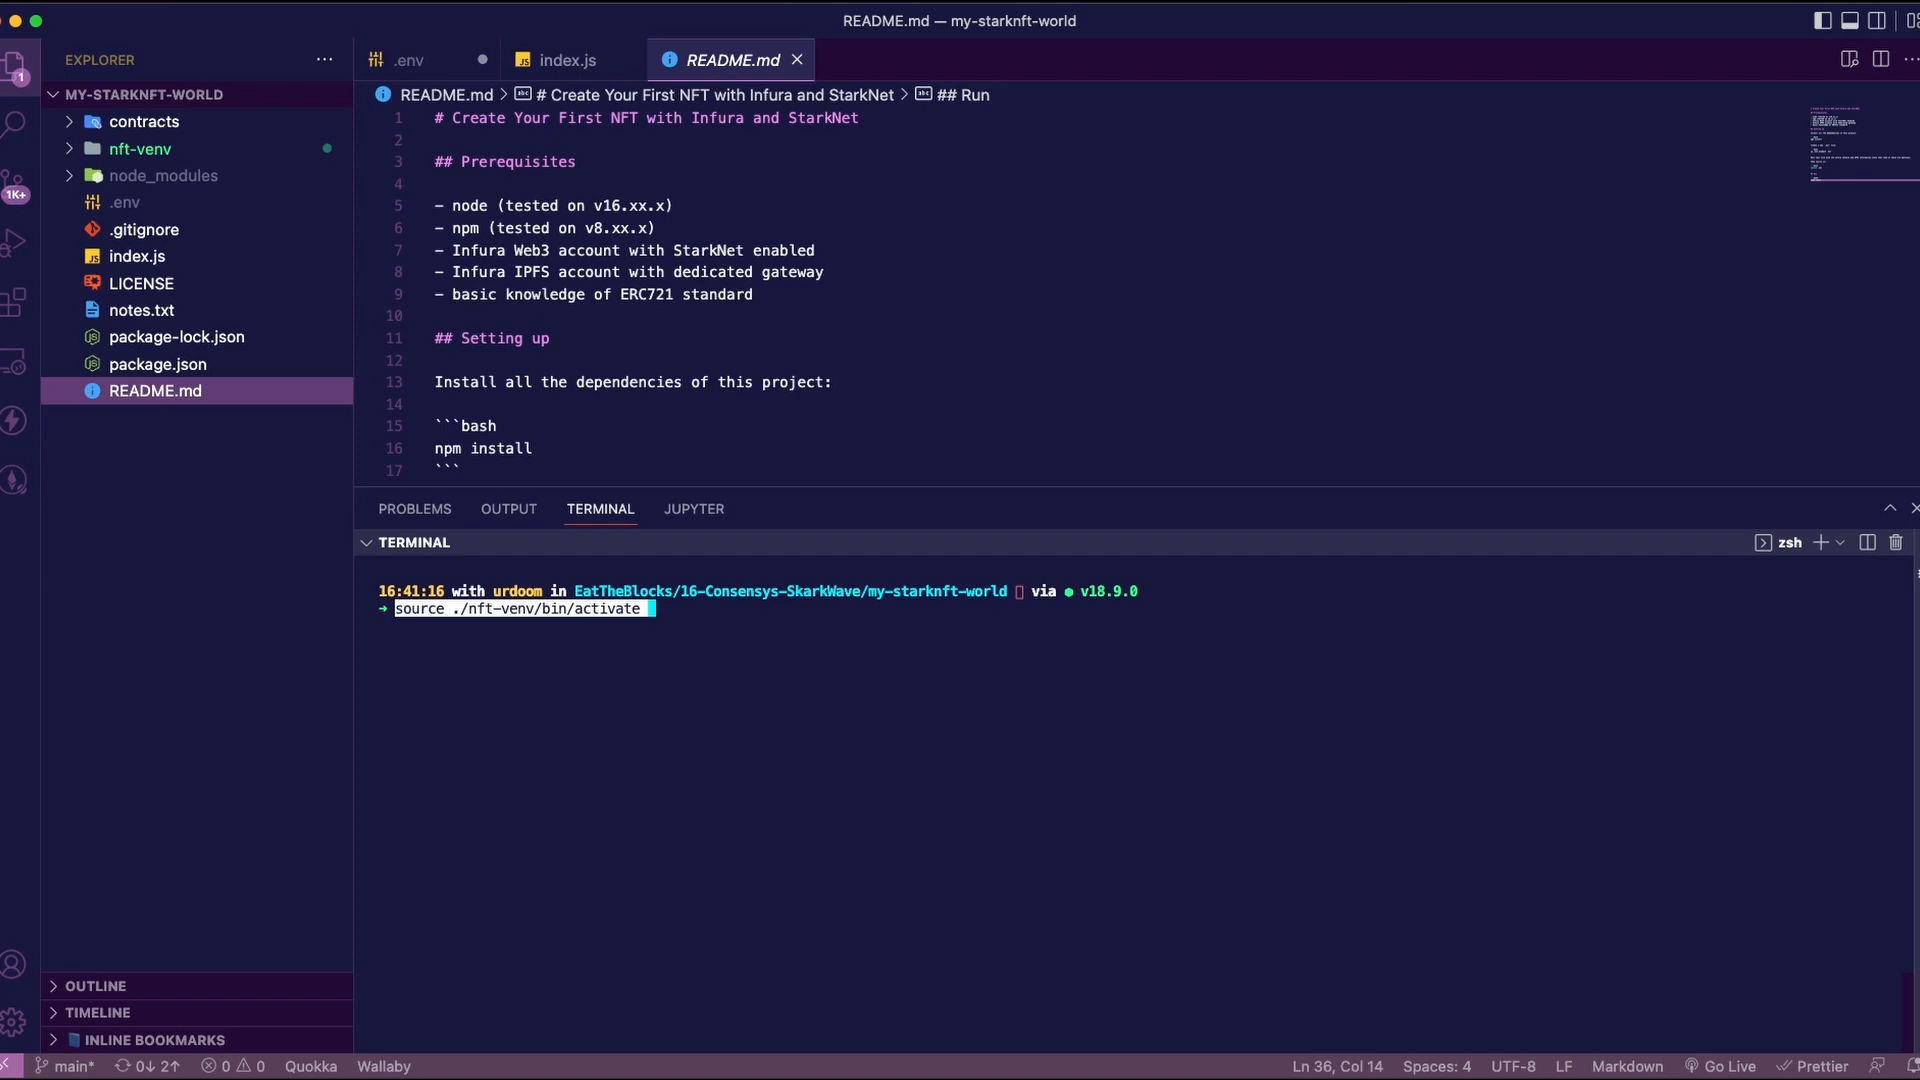 README.md — my-starknft-world
EXPLORER
.env
index.js
README.md
1
MY-STARKNFT-WORLD
README.md > # Create Your First NFT with Infura and StarkNet > ## Run
contracts
nft-venv
node_modules
1K+
.env
.gitignore
index.js
LICENSE
notes.txt
package-lock.json
package.json
README.md
1 # Create Your First NFT with Infura and StarkNet
2
3 ## Prerequisites
4
5 - node (tested on v16.xx.x)
6 - npm (tested on v8.xx.x)
7 - Infura Web3 account with StarkNet enabled
8 - Infura IPFS account with dedicated gateway
9 - basic knowledge of ERC721 standard
10
11 ## Setting up
12
13 Install all the dependencies of this project:
14
15 ```bash
16 npm install
17 ```
PROBLEMS OUTPUT TERMINAL JUPYTER
TERMINAL
zsh
16:41:16 with urdoom in EatTheBlocks/16-Consensys-SkarkWave/my-starknft-world via v18.9.0
→ source ./nft-venv/bin/activate
OUTLINE
TIMELINE
INLINE BOOKMARKS
main* 0↓ 2↑ 0 0 Quokka Wallaby
Ln 36, Col 14 Spaces: 4 UTF-8 LF Markdown Go Live Prettier